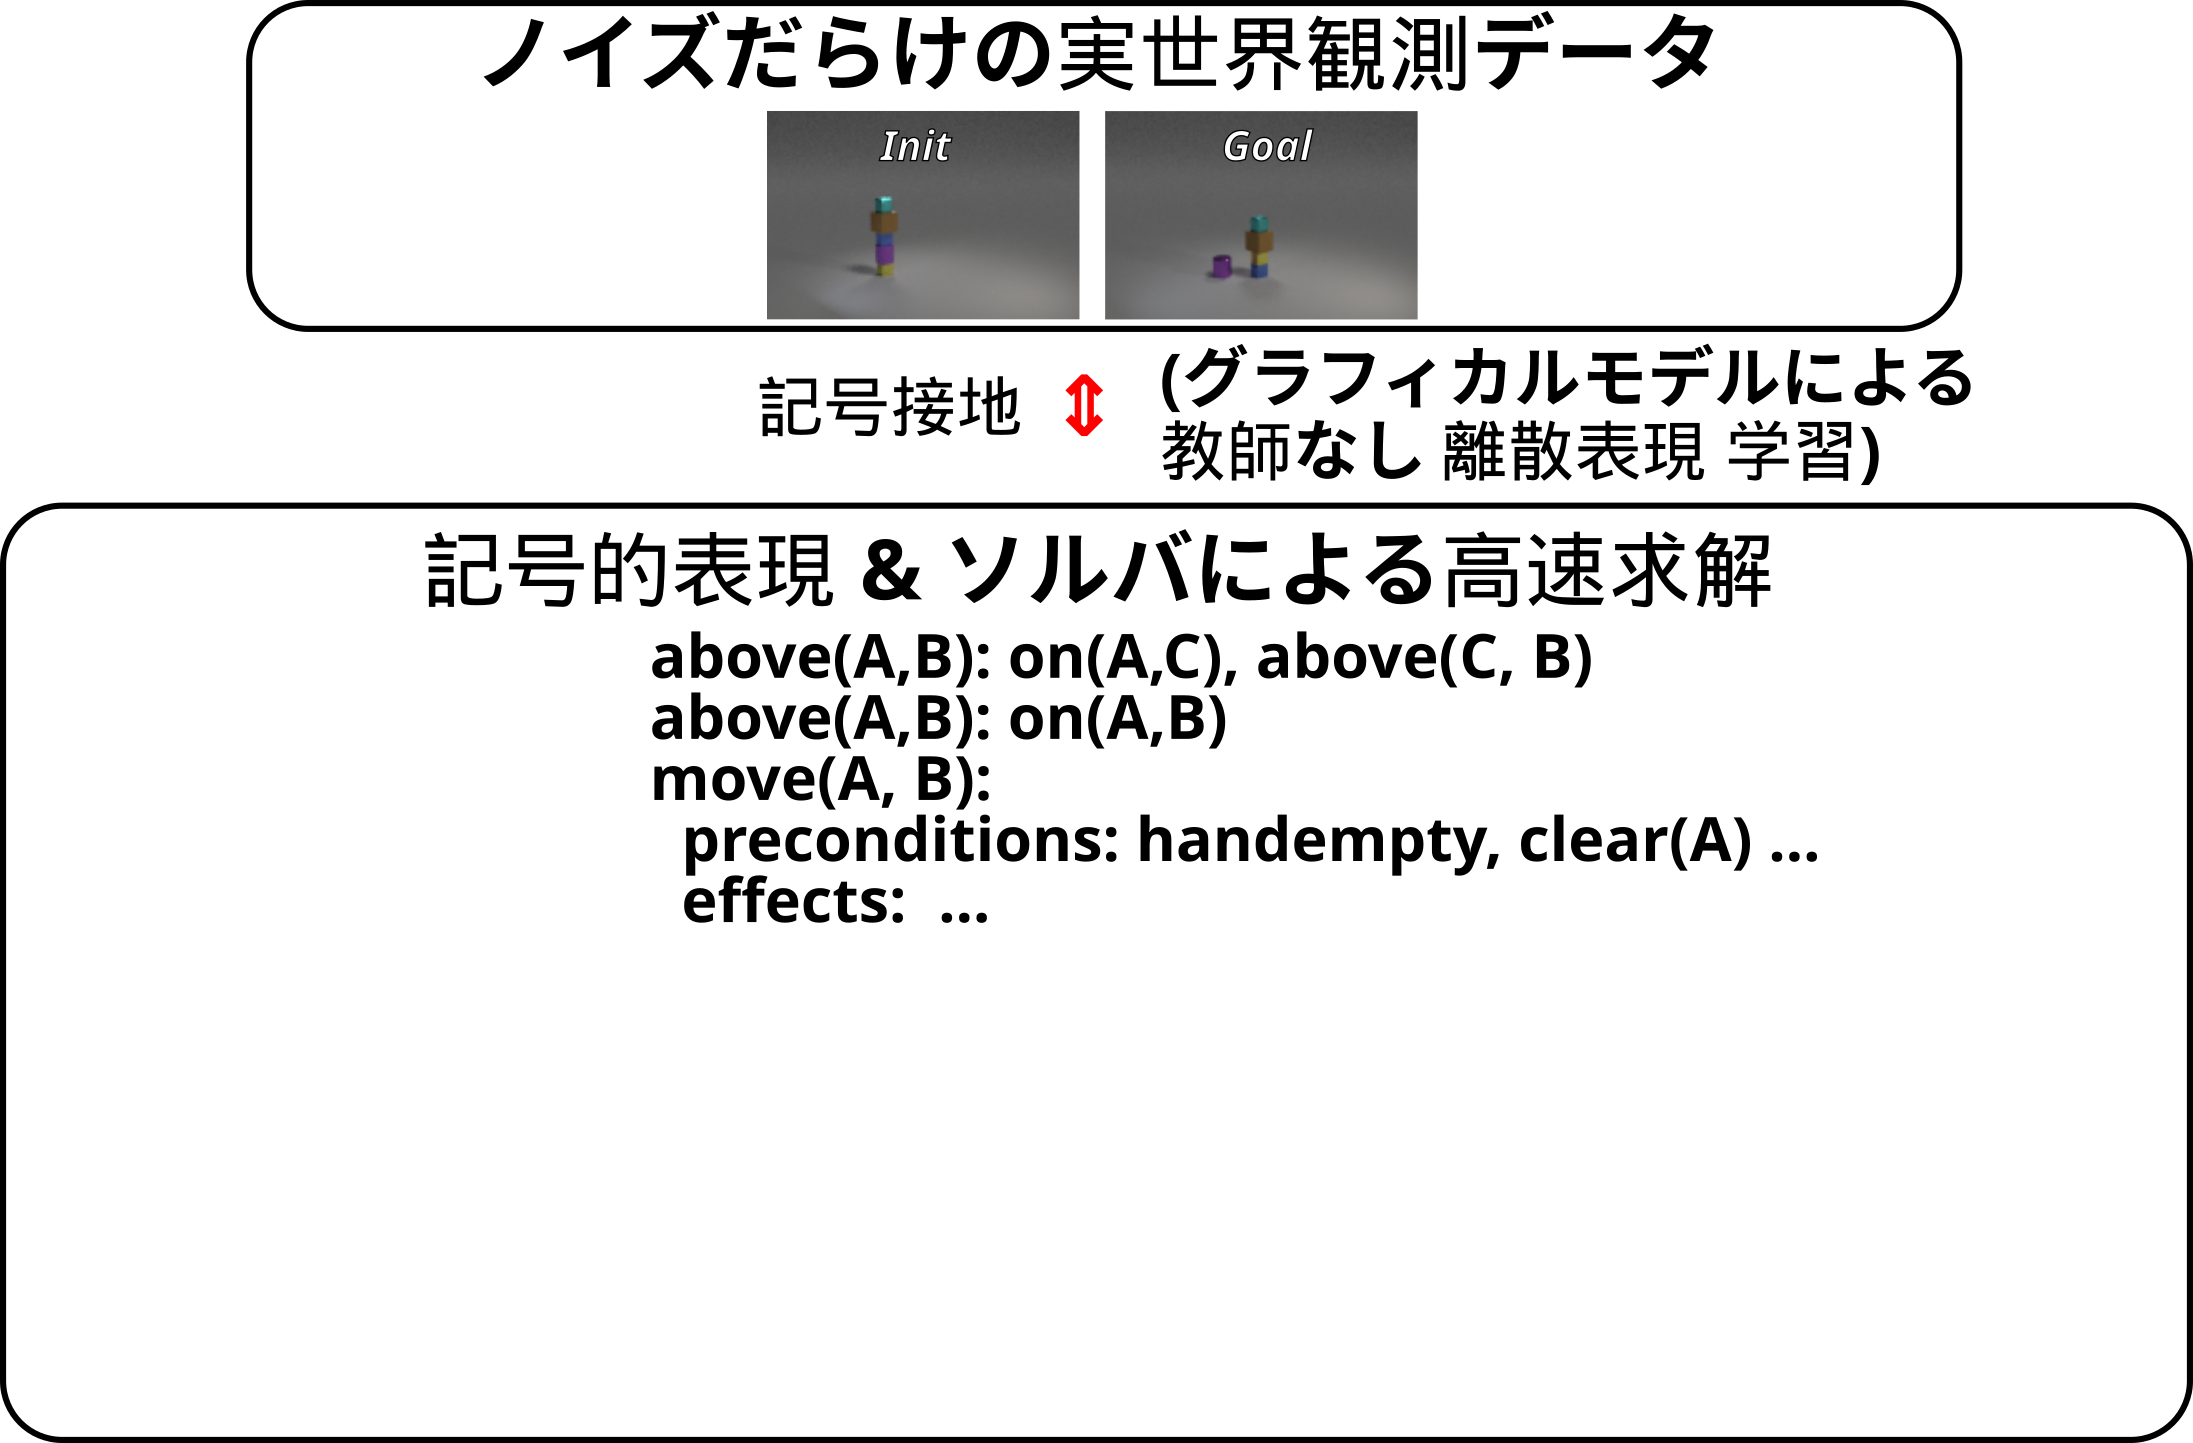 ノイズだらけの実世界観測データ
Init
Goal
記号接地 ⇕ (グラフィカルモデルによる
教師なし 離散表現 学習)
記号的表現 & ソルバによる高速求解
above(A,B): on(A,C), above(C, B)
above(A,B): on(A,B)
move(A, B):
preconditions: handempty, clear(A) ...
effects: ...